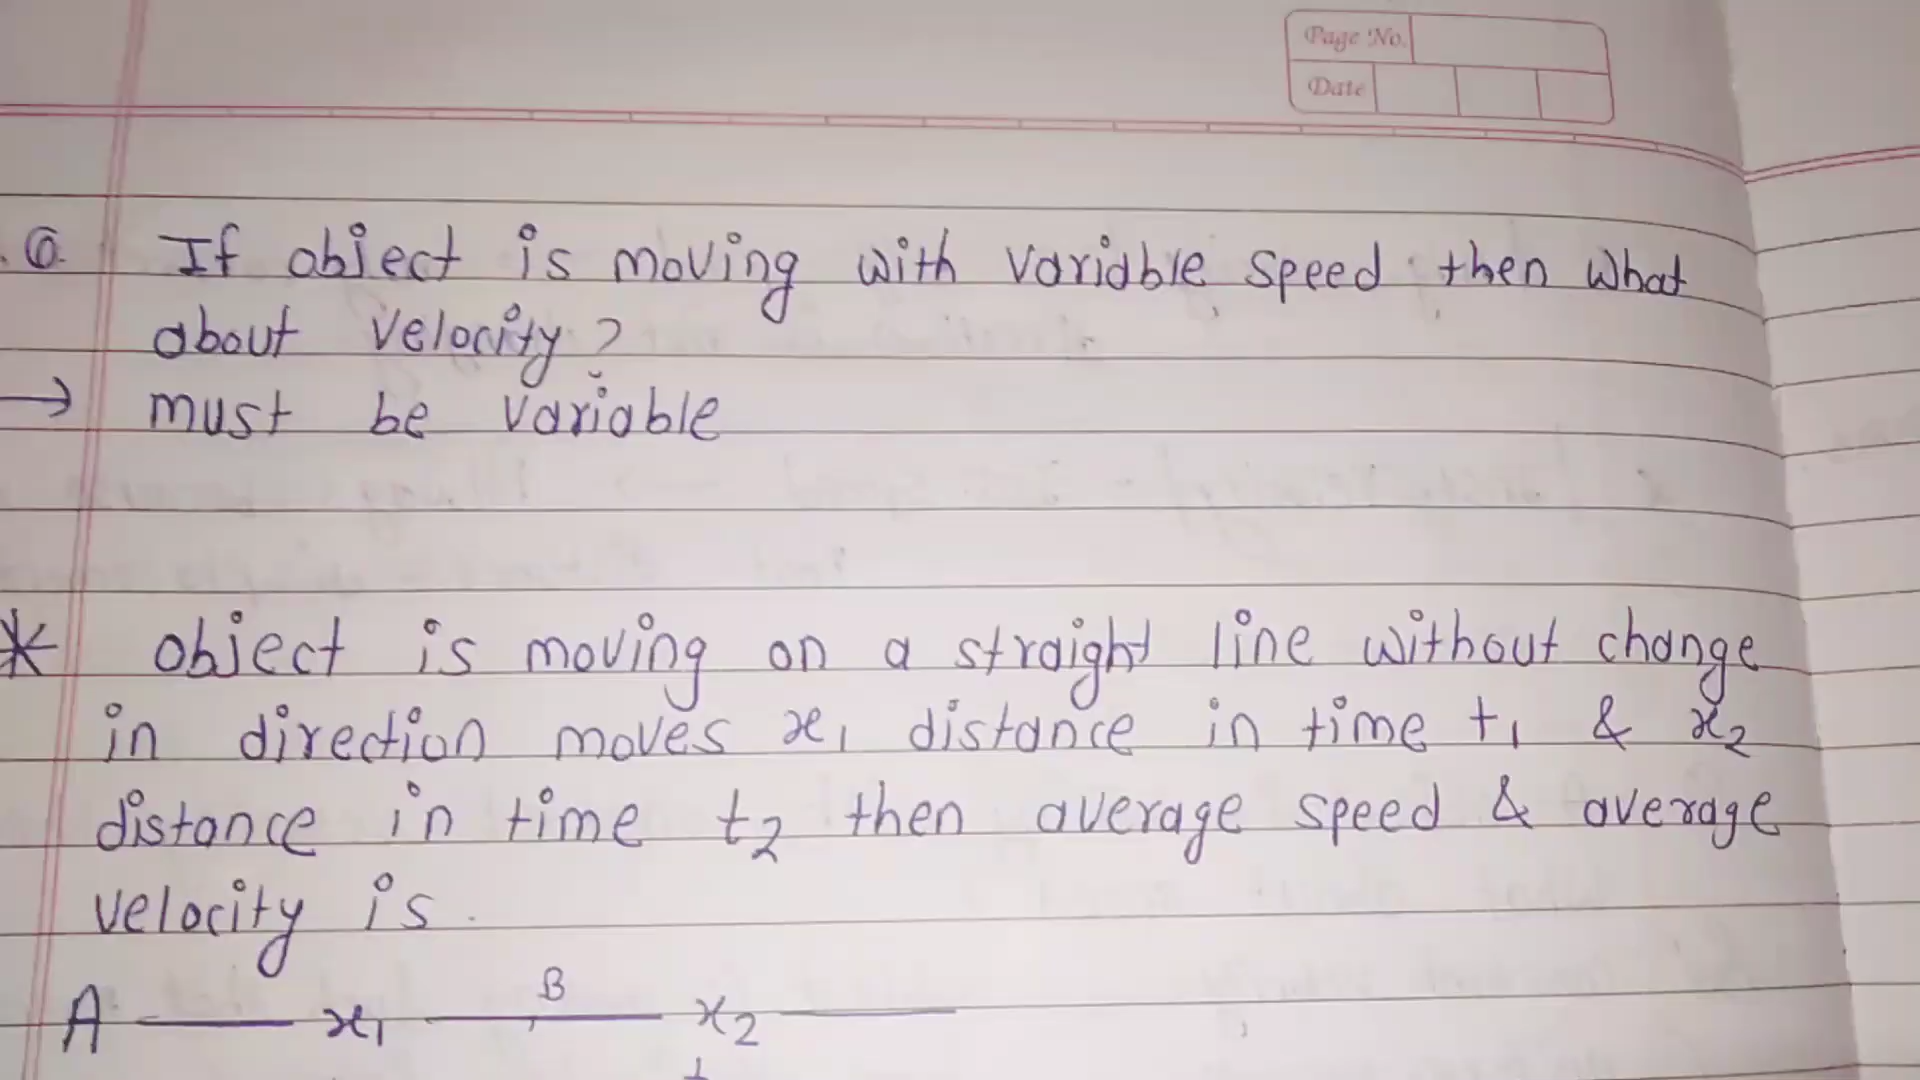 Page No.
Date
Q. If object is moving with variable speed then what
about velocity?
→ must be variable
* object is moving on a straight line without change
in direction moves x₁ distance in time t₁ & x₂
distance in time t₂ then average speed & average
velocity is.
A — x₁ — B — x₂ —